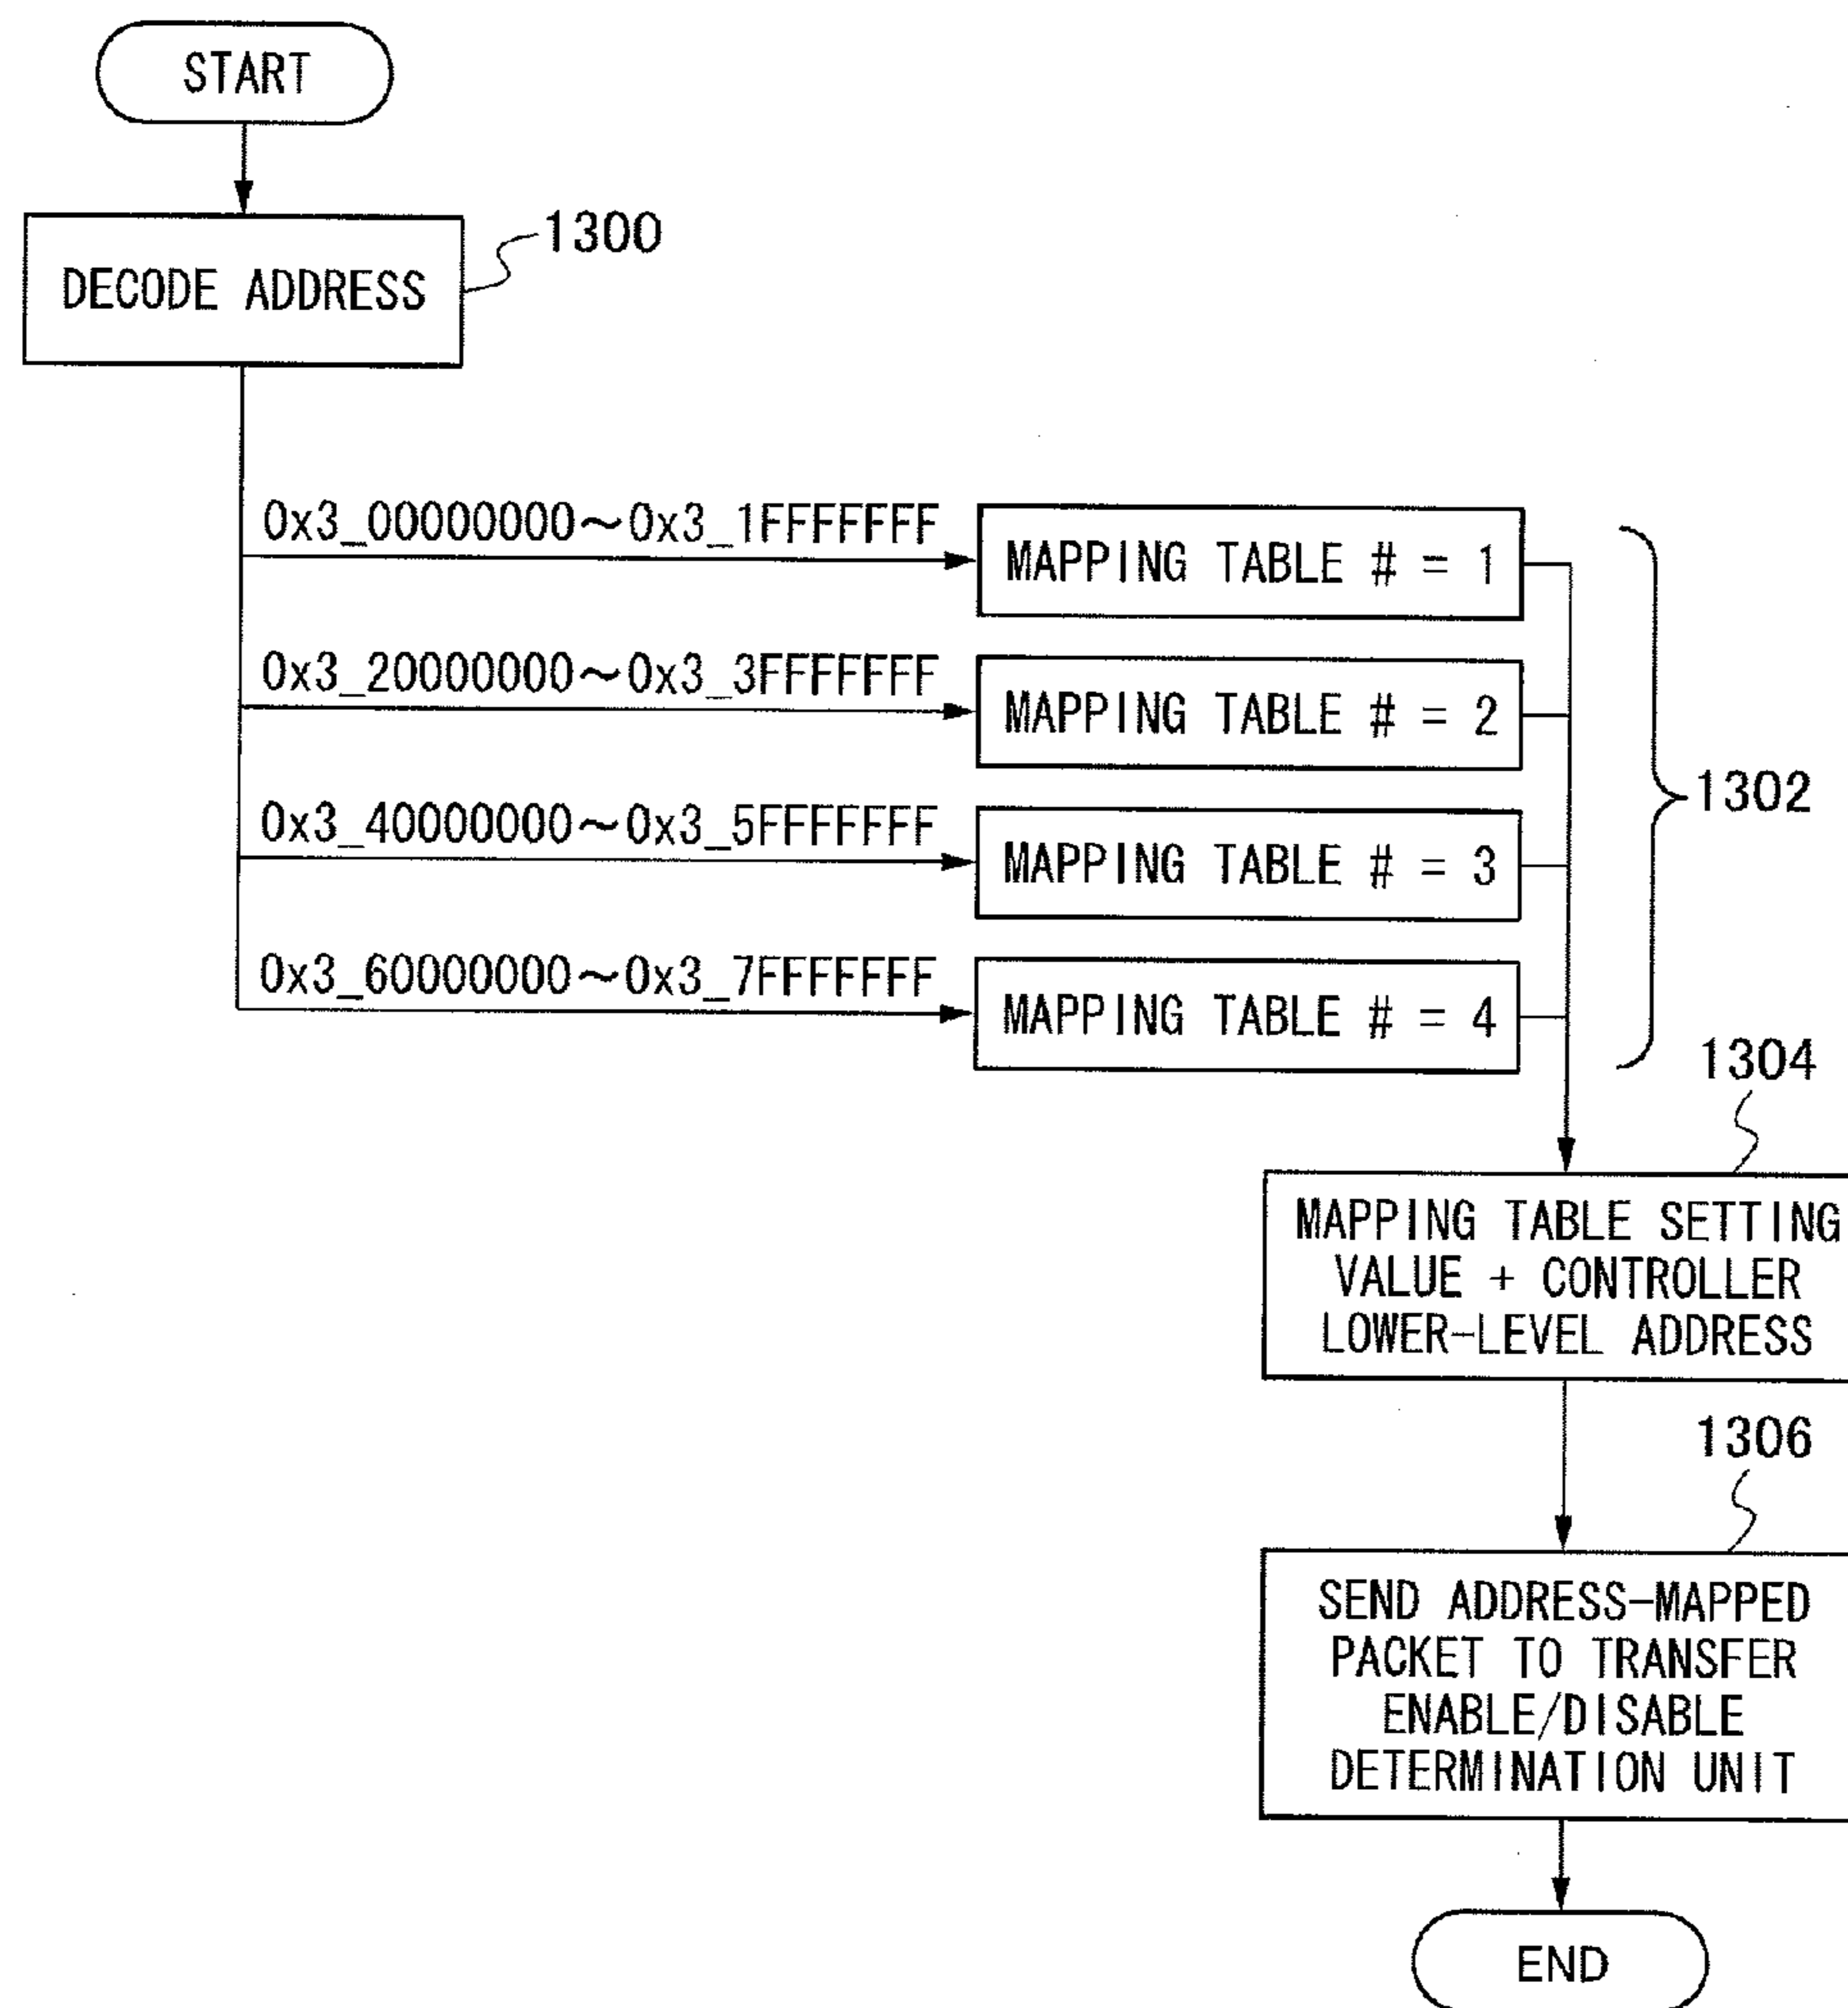 START
1300
DECODE ADDRESS
0x3_00000000~0x3_1FFFFFFF
MAPPING TABLE # = 1
0x3_20000000~0x3_3FFFFFFF
MAPPING TABLE # = 2
1302
0x3_40000000~0x3_5FFFFFFF
MAPPING TABLE # = 3
0x3_60000000~0x3_7FFFFFFF
MAPPING TABLE # = 4
1304
MAPPING TABLE SETTING
VALUE + CONTROLLER
LOWER-LEVEL ADDRESS
1306
SEND ADDRESS-MAPPED
PACKET TO TRANSFER
ENABLE/DISABLE
DETERMINATION UNIT
END